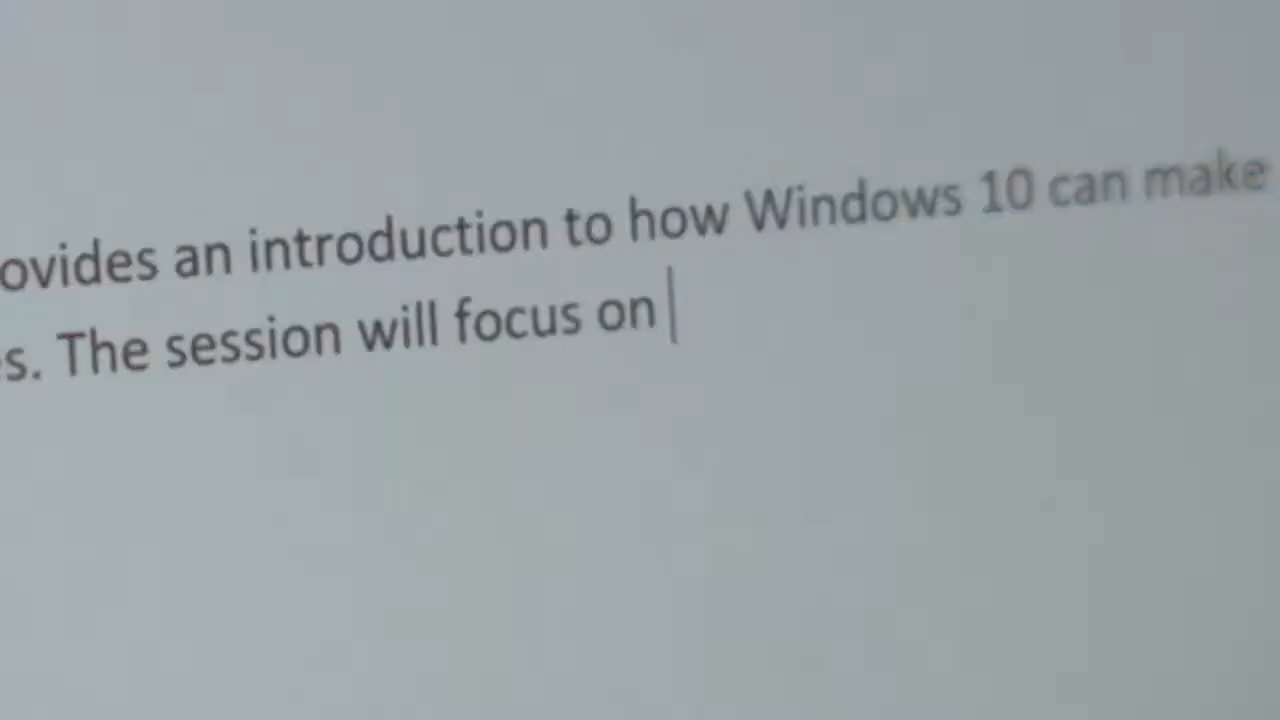 ovides an introduction to how Windows 10 can make
s. The session will focus on